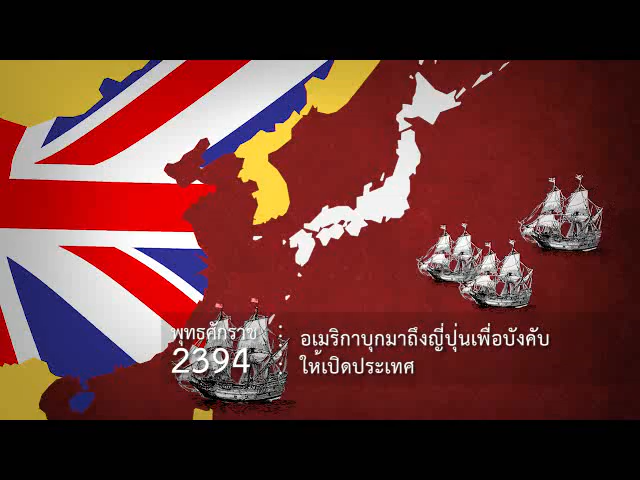 พุทธศักราช
2394
อเมริกาบุกมาถึงญี่ปุ่นเพื่อบังคับ
ให้เปิดประเทศ